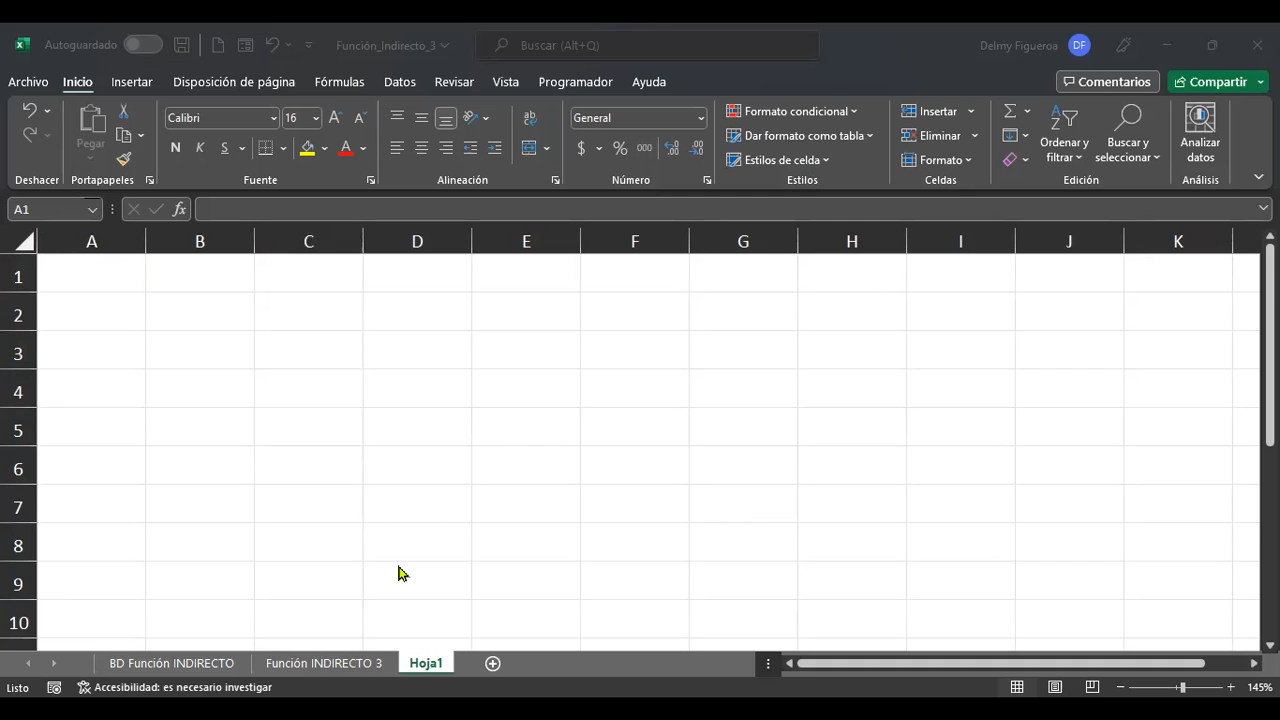 Autoguardado Función_Indirecto_3 Buscar (Alt+Q) Delmy Figueroa DF
Archivo Inicio Insertar Disposición de página Fórmulas Datos Revisar Vista Programador Ayuda Comentarios Compartir
Pegar Calibri 16 General Formato condicional Insertar Ordenar y filtrar Buscar y seleccionar Analizar datos
N K S A $ % 000 Dar formato como tabla Eliminar
Estilos de celda Formato
Deshacer Portapapeles Fuente Alineación Número Estilos Celdas Edición Análisis
A1 fx
A B C D E F G H I J K
1
2
3
4
5
6
7
8
9
10
BD Función INDIRECTO Función INDIRECTO 3 Hoja1
Listo Accesibilidad: es necesario investigar 145%